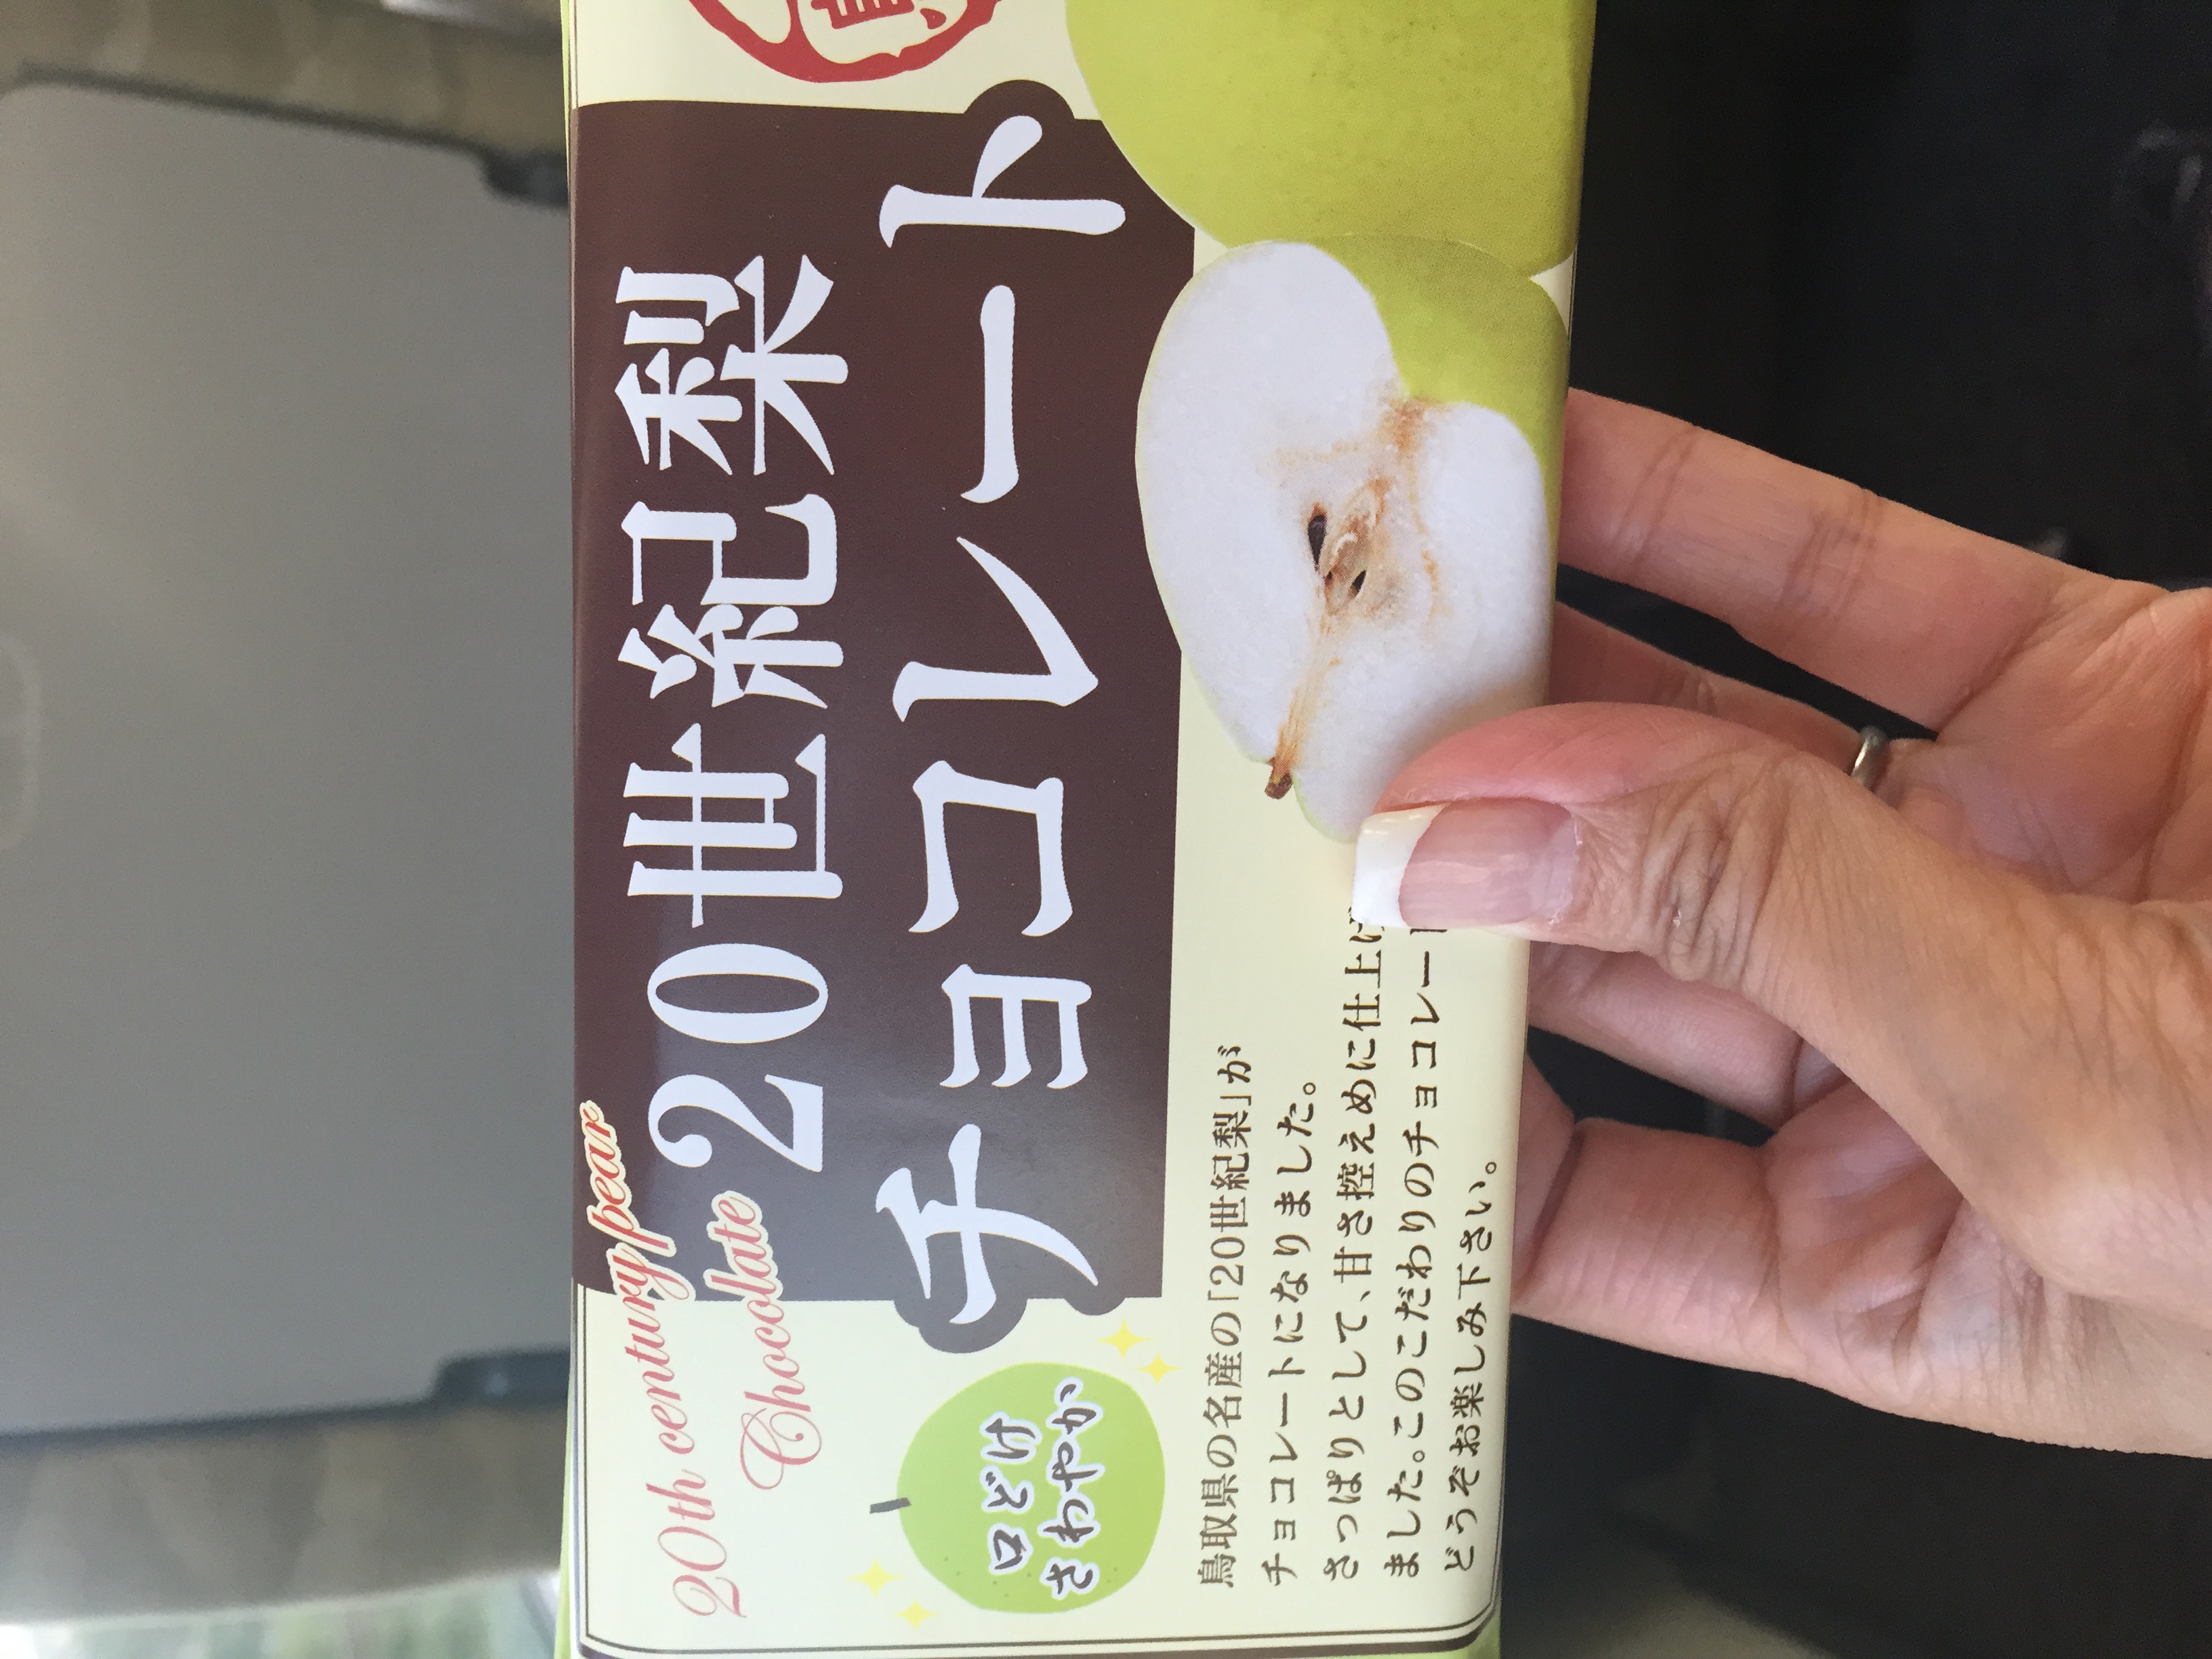 20th century pear
Chocolate
20世紀梨
チョコレート
口どけ
さわやか
鳥取県の名産の「20世紀梨」が
チョコレートになりました。
さっぱりとして、甘さ控えめに仕上げ
ました。このこだわりのチョコレート
どうぞお楽しみ下さい。